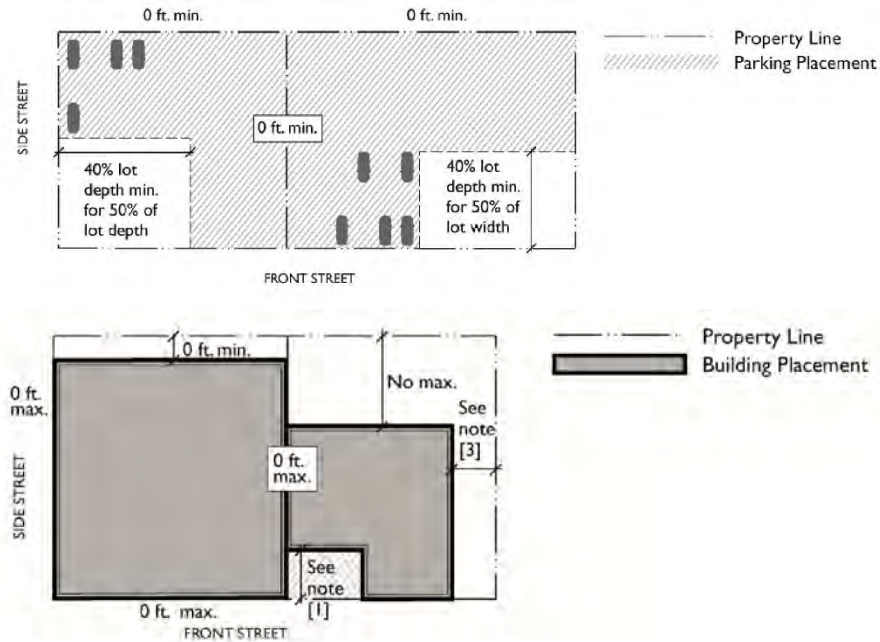 0 ft. min.
0 ft. min.
Property Line
Parking Placement
SIDE STREET
0 ft. min.
40% lot
depth min.
for 50% of
lot depth
40% lot
depth min.
for 50% of
lot width
FRONT STREET
Property Line
Building Placement
0 ft. min.
No max.
0 ft.
max.
See
note
[3]
0 ft.
max.
SIDE STREET
See
note
[1]
0 ft. max.
FRONT STREET